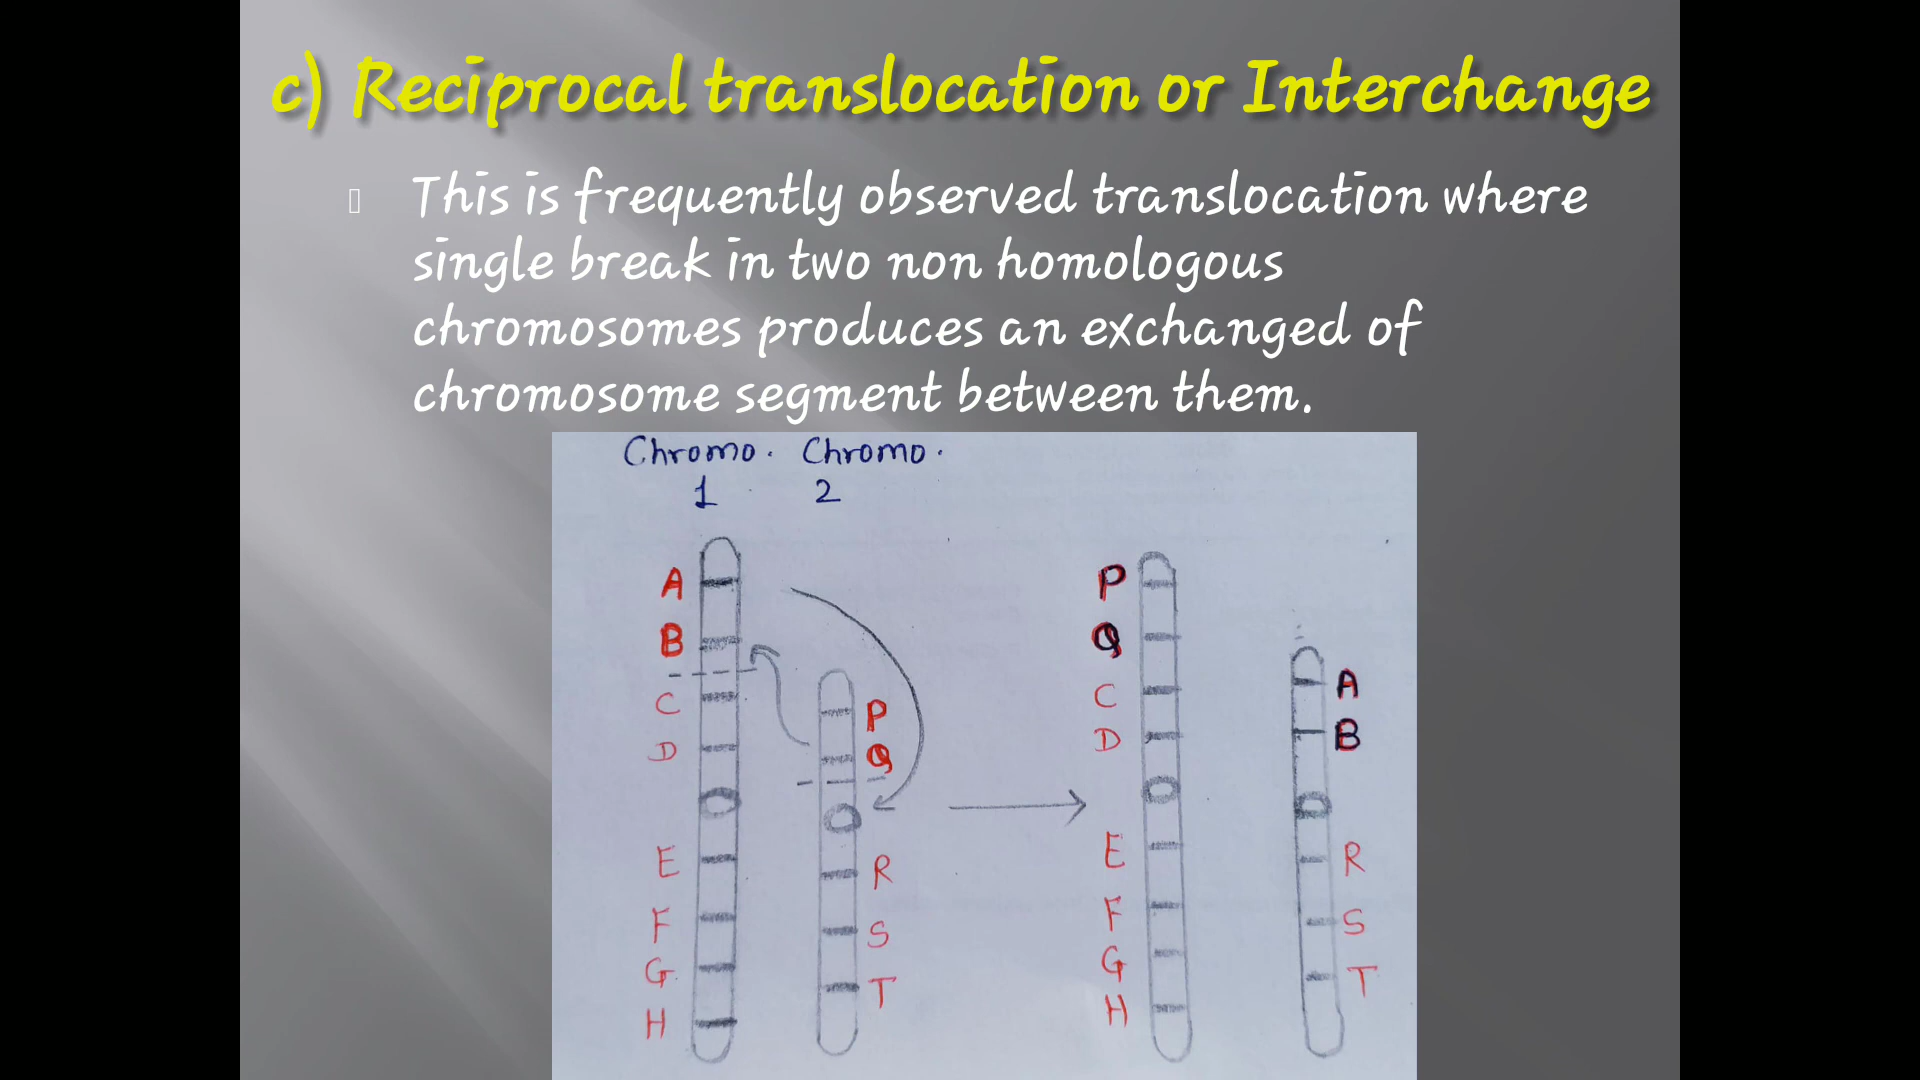 c) Reciprocal translocation or Interchange
This is frequently observed translocation where
single break in two non homologous
chromosomes produces an exchanged of
chromosome segment between them.
Chromo. Chromo.
1 2
A
B
C
D
E
F
G
H
P
Q
R
S
T
P
Q
C
D
E
F
G
H
A
B
R
S
T